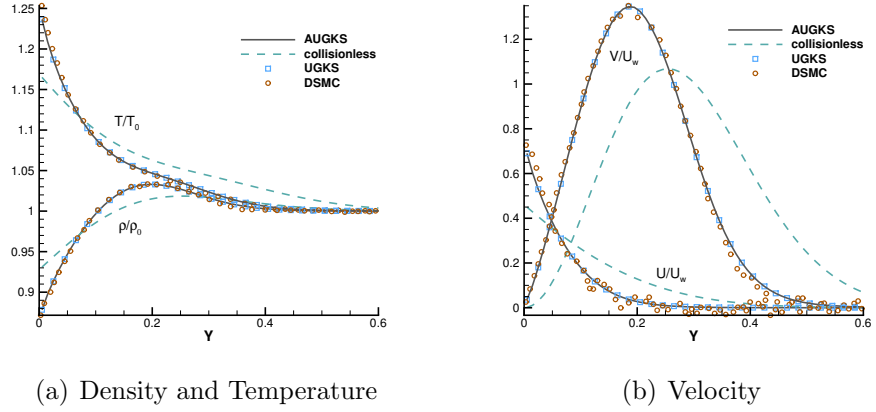 1.25
1.2
1.15
1.1
1.05
1
0.95
0.9
0
0.2
0.4
0.6
Y
T/T0
ρ/ρ0
AUGKS
collisionless
UGKS
DSMC
(a) Density and Temperature
1.2
1
0.8
0.6
0.4
0.2
0
0
0.2
0.4
0.6
Y
V/Uw
U/Uw
AUGKS
collisionless
UGKS
DSMC
(b) Velocity